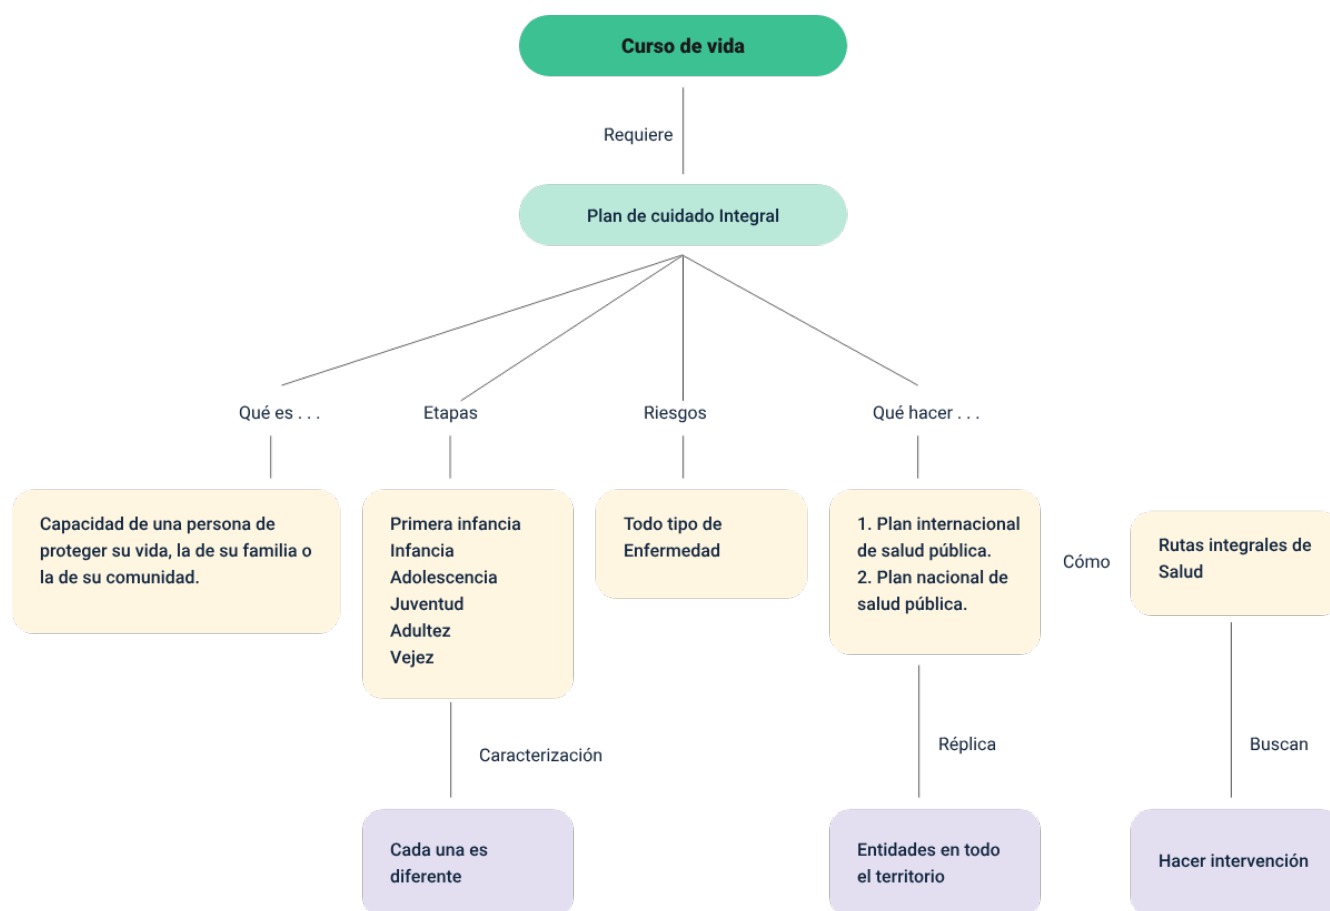 Curso de vida
Requiere
Plan de cuidado Integral
Qué es . . .
Etapas
Riesgos
Qué hacer . . .
Capacidad de una persona de
proteger su vida, la de su familia o
la de su comunidad.
Primera infancia
Infancia
Adolescencia
Juventud
Adultez
Vejez
Todo tipo de
Enfermedad
1. Plan internacional
de salud pública.
2. Plan nacional de
salud pública.
Cómo
Rutas integrales de
Salud
Caracterización
Réplica
Buscan
Cada una es
diferente
Entidades en todo
el territorio
Hacer intervención